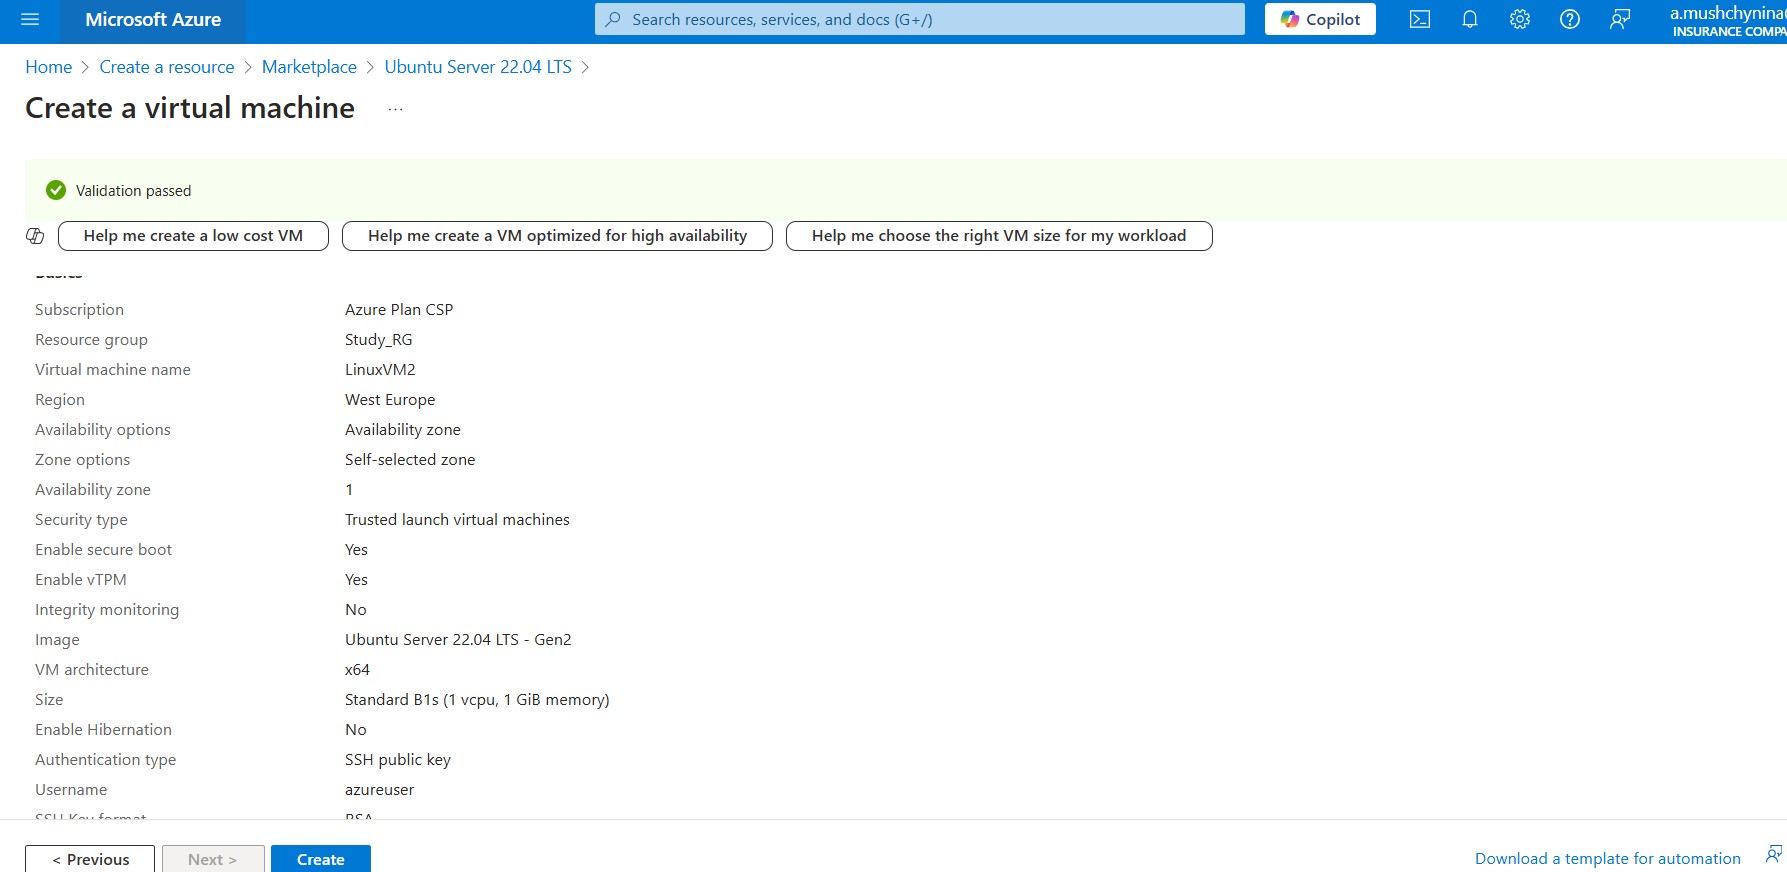 Microsoft Azure
Search resources, services, and docs (G+/)
Copilot
a.mushchynina@
INSURANCE COMPA
Home > Create a resource > Marketplace > Ubuntu Server 22.04 LTS >
Create a virtual machine ...
Validation passed
Help me create a low cost VM
Help me create a VM optimized for high availability
Help me choose the right VM size for my workload
Basics
Subscription Azure Plan CSP
Resource group Study_RG
Virtual machine name LinuxVM2
Region West Europe
Availability options Availability zone
Zone options Self-selected zone
Availability zone 1
Security type Trusted launch virtual machines
Enable secure boot Yes
Enable vTPM Yes
Integrity monitoring No
Image Ubuntu Server 22.04 LTS - Gen2
VM architecture x64
Size Standard B1s (1 vcpu, 1 GiB memory)
Enable Hibernation No
Authentication type SSH public key
Username azureuser
SSH Key format RSA
< Previous
Next >
Create
Download a template for automation